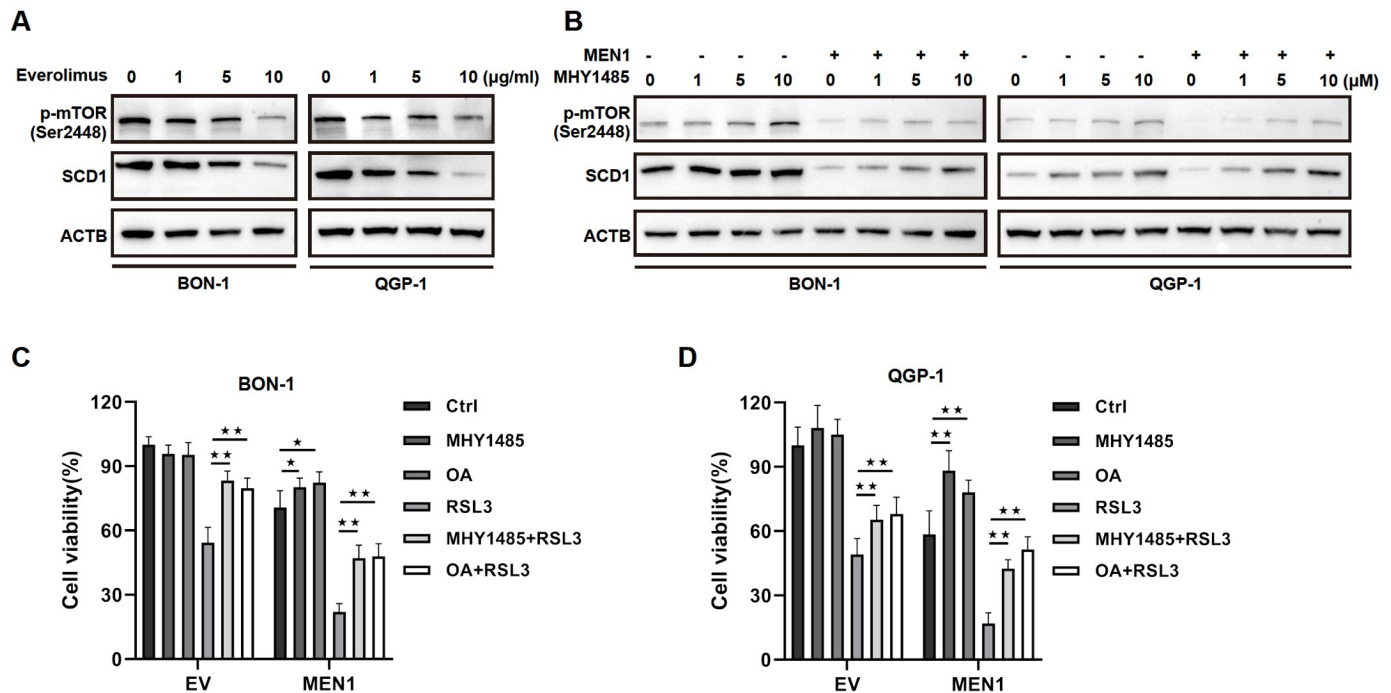 A
Everolimus 0 1 5 10 0 1 5 10 (μg/ml)
p-mTOR
(Ser2448)
SCD1
ACTB
BON-1 QGP-1
B
MEN1 - - - - + + + + - - - - + + + +
MHY1485 0 1 5 10 0 1 5 10 0 1 5 10 0 1 5 10 (μM)
p-mTOR
(Ser2448)
SCD1
ACTB
BON-1 QGP-1
C
BON-1
Cell viability(%)
120
90
60
30
0
★★
★★
★
★
★★
★★
EV MEN1
Ctrl
MHY1485
OA
RSL3
MHY1485+RSL3
OA+RSL3
D
QGP-1
Cell viability(%)
120
90
60
30
0
★★
★★
★★
★★
★★
★★
EV MEN1
Ctrl
MHY1485
OA
RSL3
MHY1485+RSL3
OA+RSL3